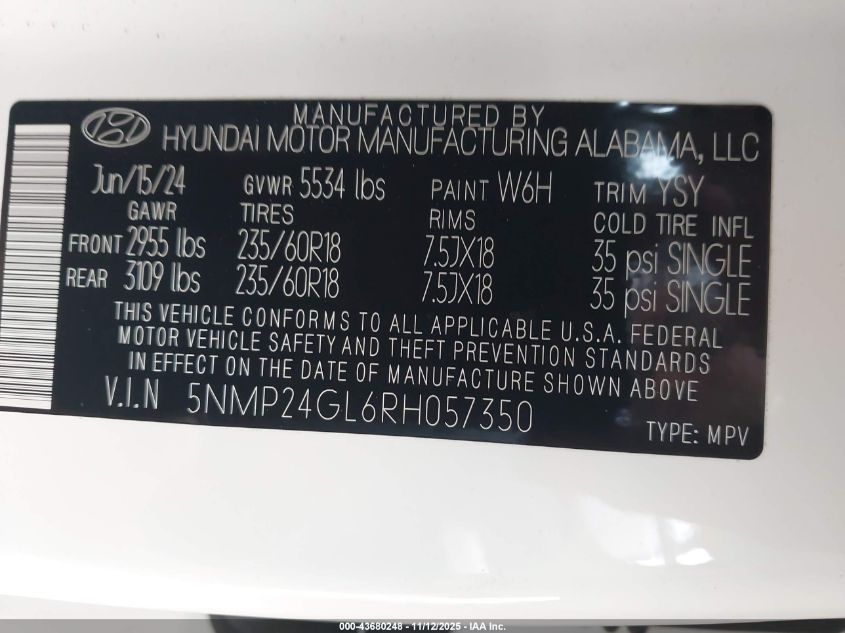 MANUFACTURED BY
HYUNDAI MOTOR MANUFACTURING ALABAMA, LLC
Jun/15/24 GVWR 5534 lbs PAINT W6H TRIM YSY
GAWR TIRES RIMS COLD TIRE INFL
FRONT 2955 lbs 235/60R18 7.5JX18 35 psi SINGLE
REAR 3109 lbs 235/60R18 7.5JX18 35 psi SINGLE
THIS VEHICLE CONFORMS TO ALL APPLICABLE U.S.A. FEDERAL
MOTOR VEHICLE SAFETY AND THEFT PREVENTION STANDARDS
IN EFFECT ON THE DATE OF MANUFACTURE SHOWN ABOVE
V.I.N 5NMP24GL6RH057350
TYPE: MPV
000-43680248 - 11/12/2025 - IAA Inc.